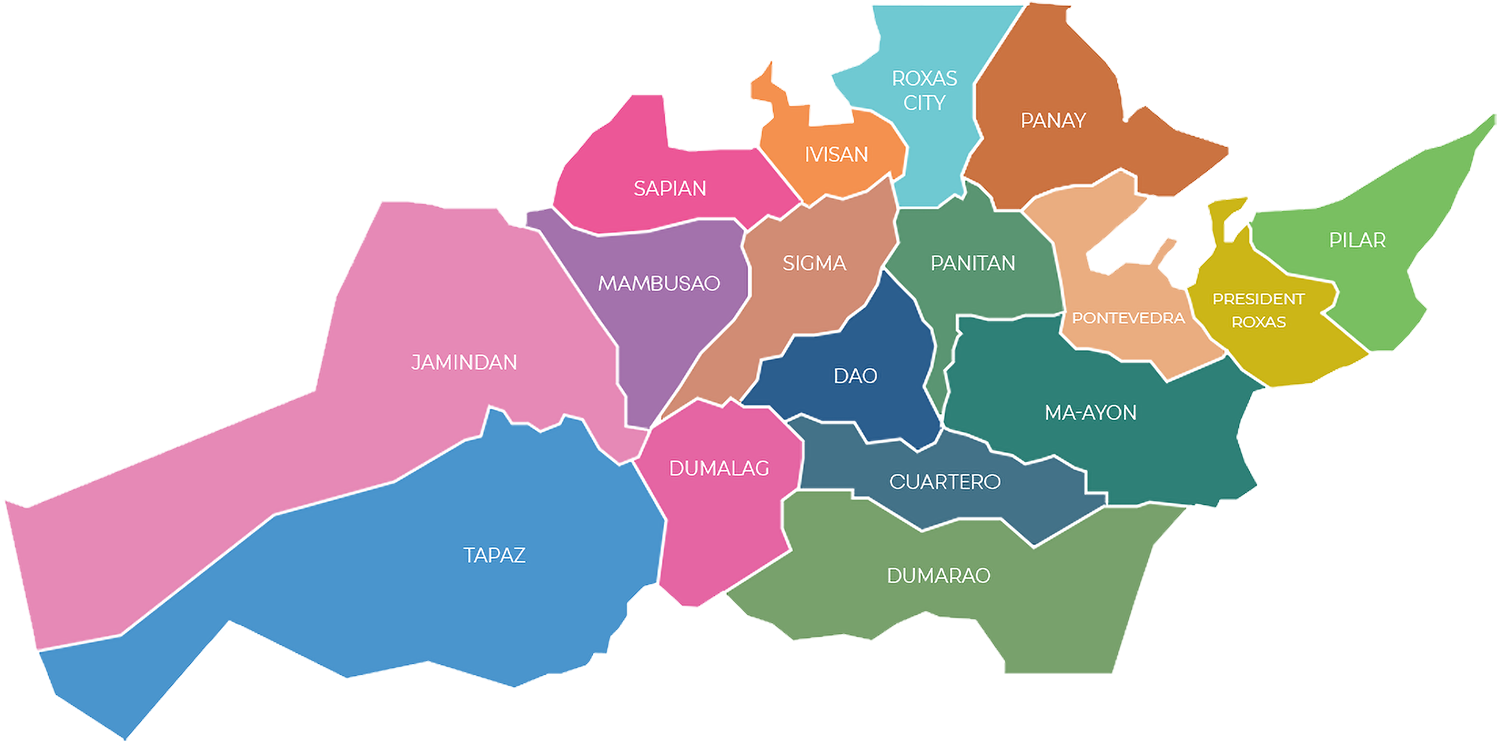 ROXAS
CITY
PANAY
IVISAN
SAPIAN
PILAR
SIGMA
PANITAN
MAMBUSAO
PRESIDENT
ROXAS
PONTEVEDRA
JAMINDAN
DAO
MA-AYON
DUMALAG
CUARTERO
TAPAZ
DUMARAO